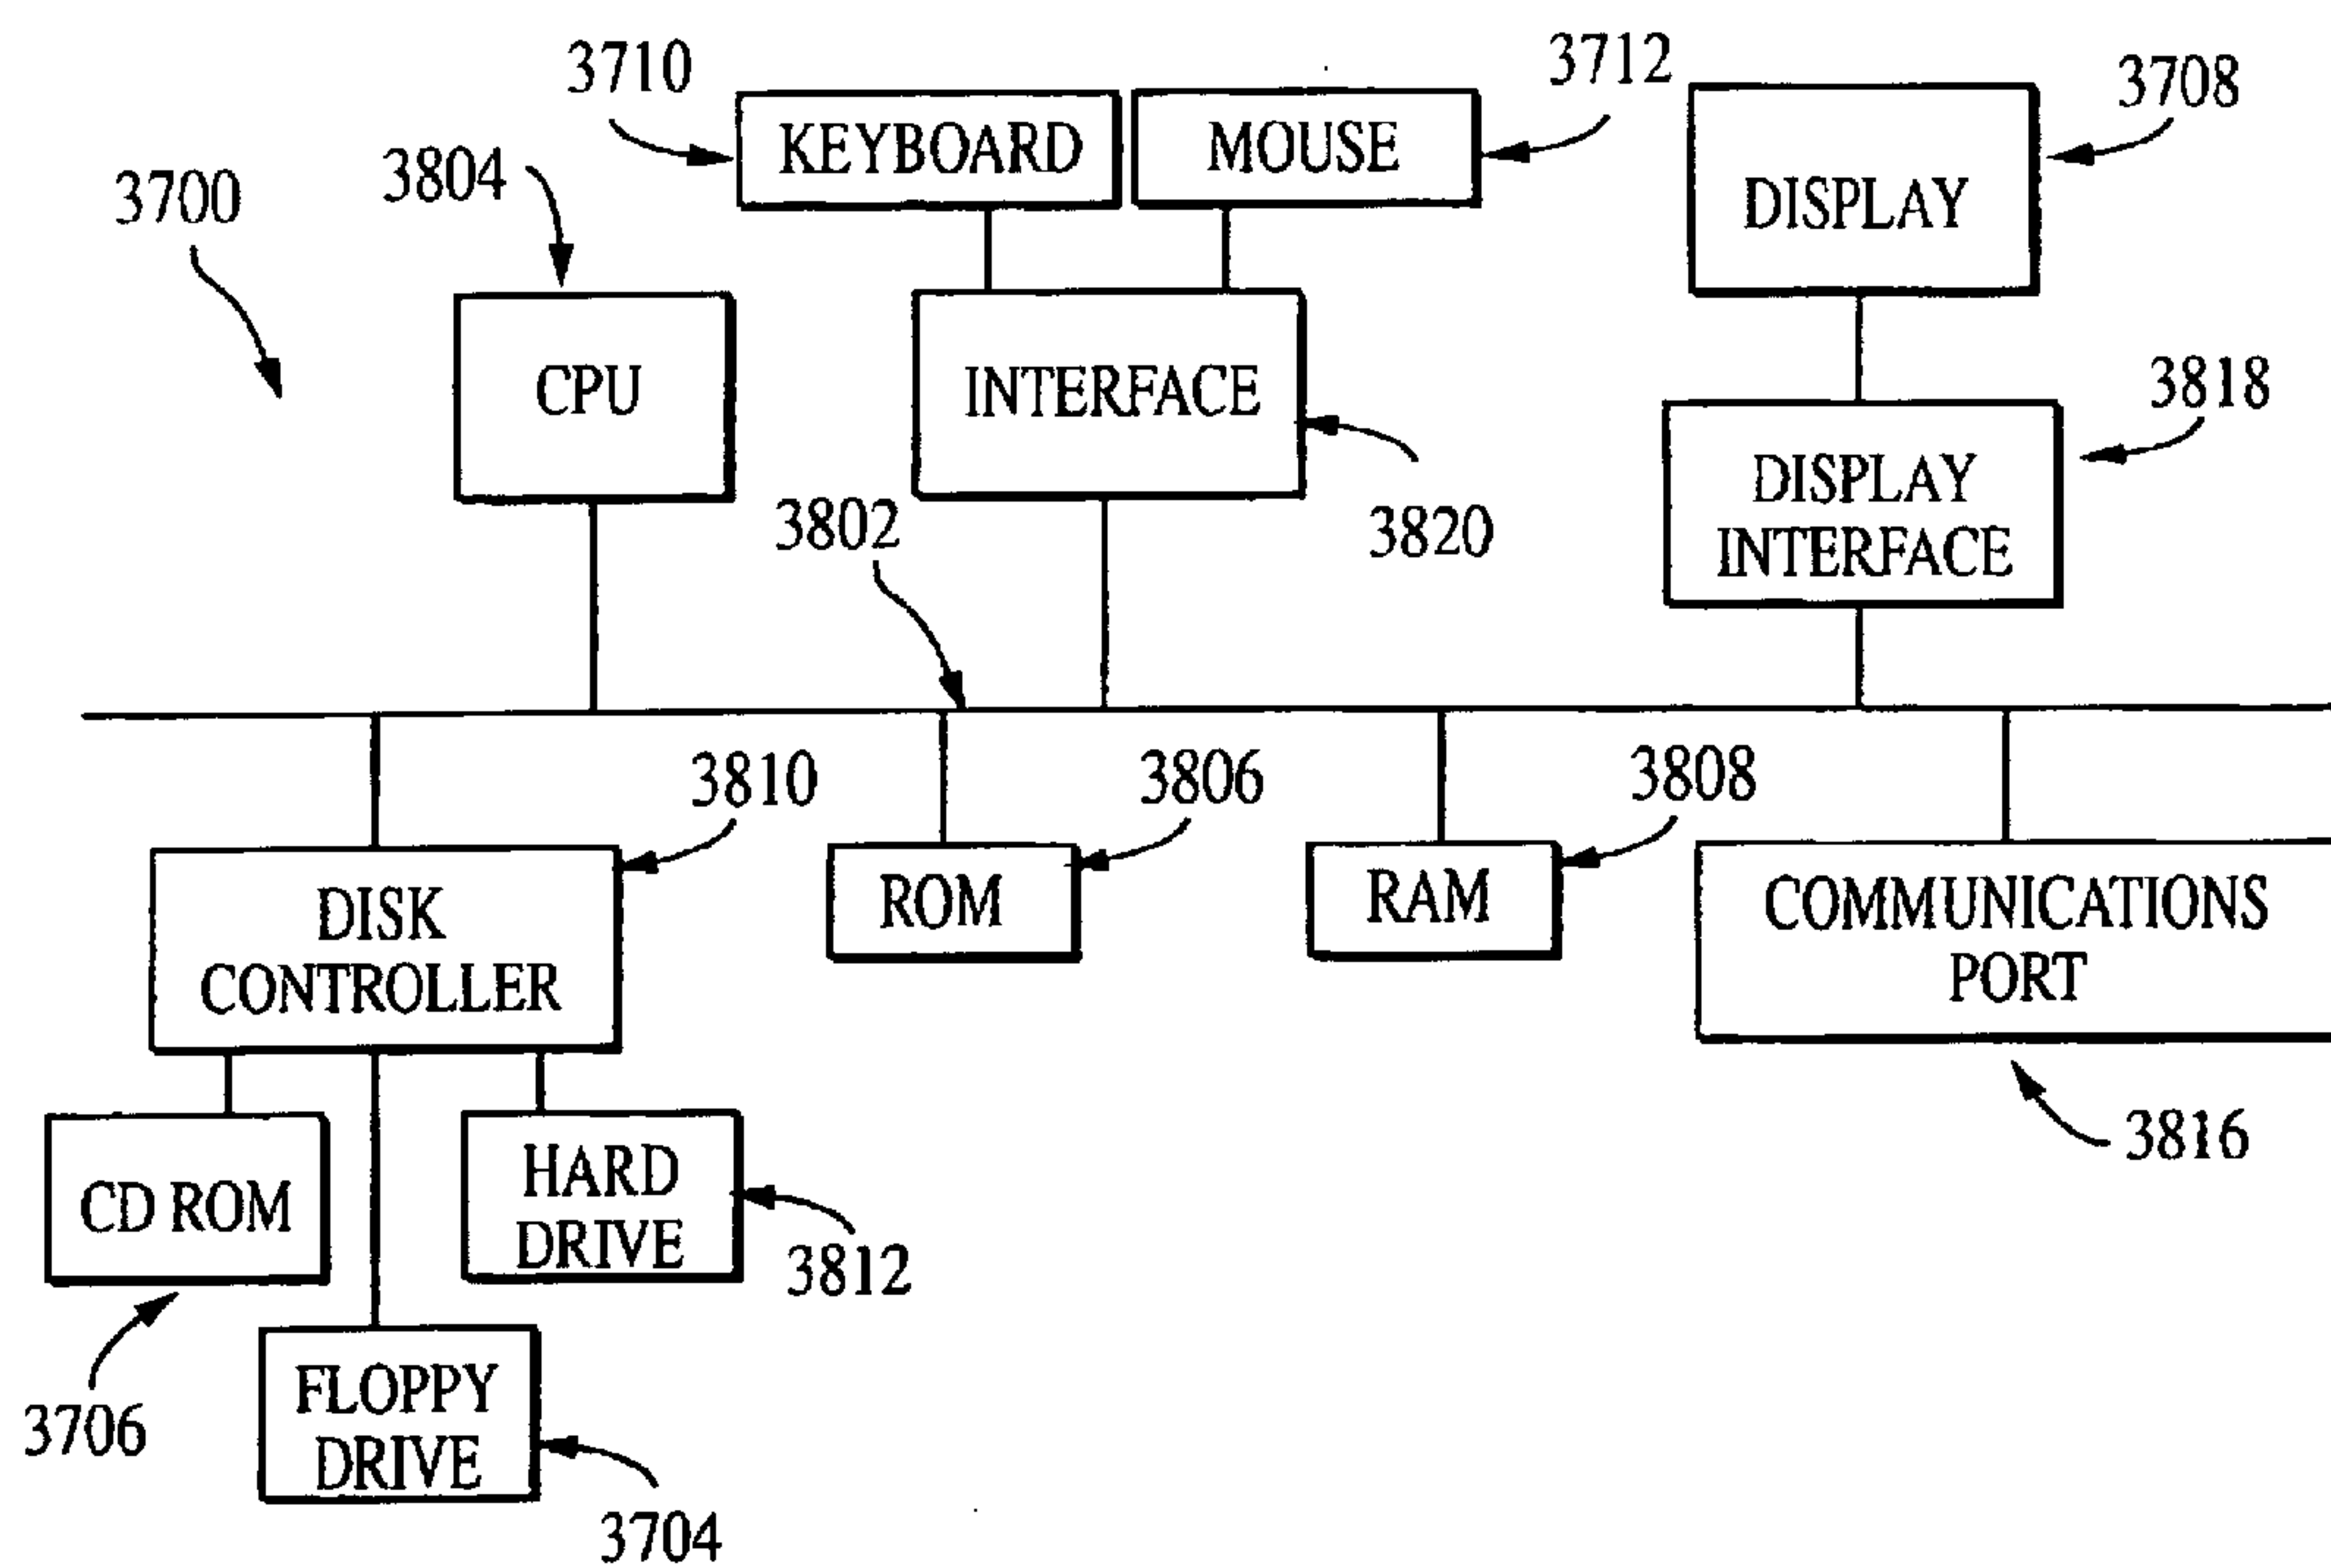 3710
KEYBOARD
MOUSE
3712
3708
3804
3700
DISPLAY
CPU
INTERFACE
3818
DISPLAY
INTERFACE
3802
3820
3810
3806
3808
DISK
CONTROLLER
ROM
RAM
COMMUNICATIONS
PORT
3816
CD ROM
HARD
DRIVE
3812
3706
FLOPPY
DRIVE
3704